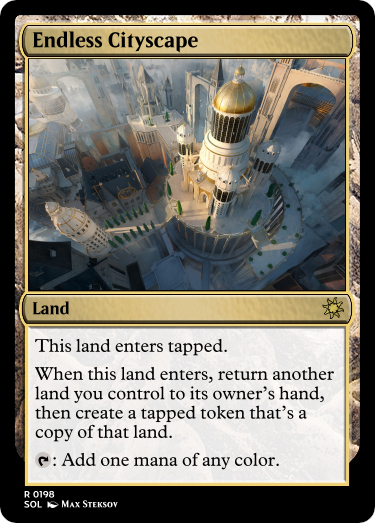 Endless Cityscape
Land
This land enters tapped.
When this land enters, return another
land you control to its owner's hand,
then create a tapped token that's a
copy of that land.
: Add one mana of any color.
R 0198
SOL Max Steksov